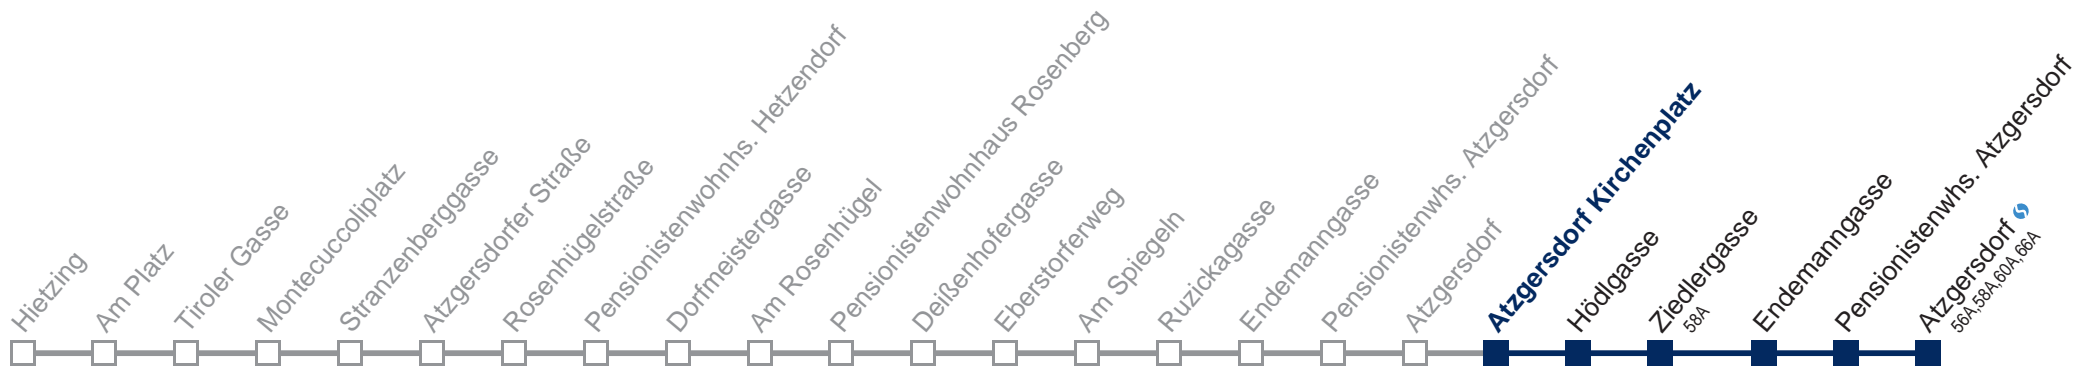 Hietzing
Am Platz
Tiroler Gasse
Montecuccoliplatz
Stranzenberggasse
Atzgersdorfer Straße
Rosenhügelstraße
Pensionistenwohnhs. Hetzendorf
Dorfmeistergasse
Am Rosenhügel
Pensionistenwohnhaus Rosenberg
Deißenhofergasse
Eberstorferweg
Am Spiegeln
Ruzickagasse
Endemanngasse
Pensionistenwhs. Atzgersdorf
Atzgersdorf
Atzgersdorf Kirchenplatz
Hödlgasse
Ziedlergasse
58A
Endemanngasse
Pensionistenwhs. Atzgersdorf
Atzgersdorf
56A,58A,60A,66A